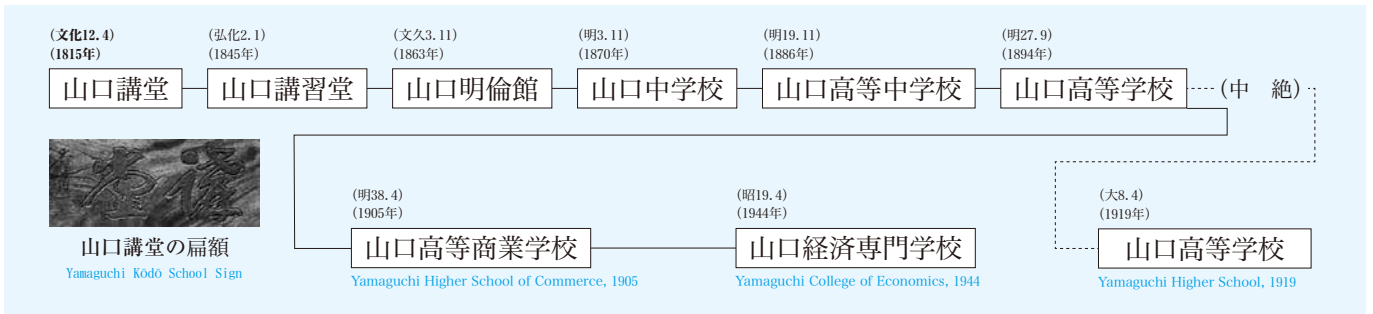 (文化12. 4)
(1815年)
山口講堂
(弘化2. 1)
(1845年)
山口講習堂
(文久3. 11)
(1863年)
山口明倫館
(明3. 11)
(1870年)
山口中学校
(明19. 11)
(1886年)
山口高等中学校
(明27. 9)
(1894年)
山口高等学校
(中　絶)
山口講堂の扁額
Yamaguchi Kōdō School Sign
(明38. 4)
(1905年)
山口高等商業学校
Yamaguchi Higher School of Commerce, 1905
(昭19. 4)
(1944年)
山口経済専門学校
Yamaguchi College of Economics, 1944
(大8. 4)
(1919年)
山口高等学校
Yamaguchi Higher School, 1919